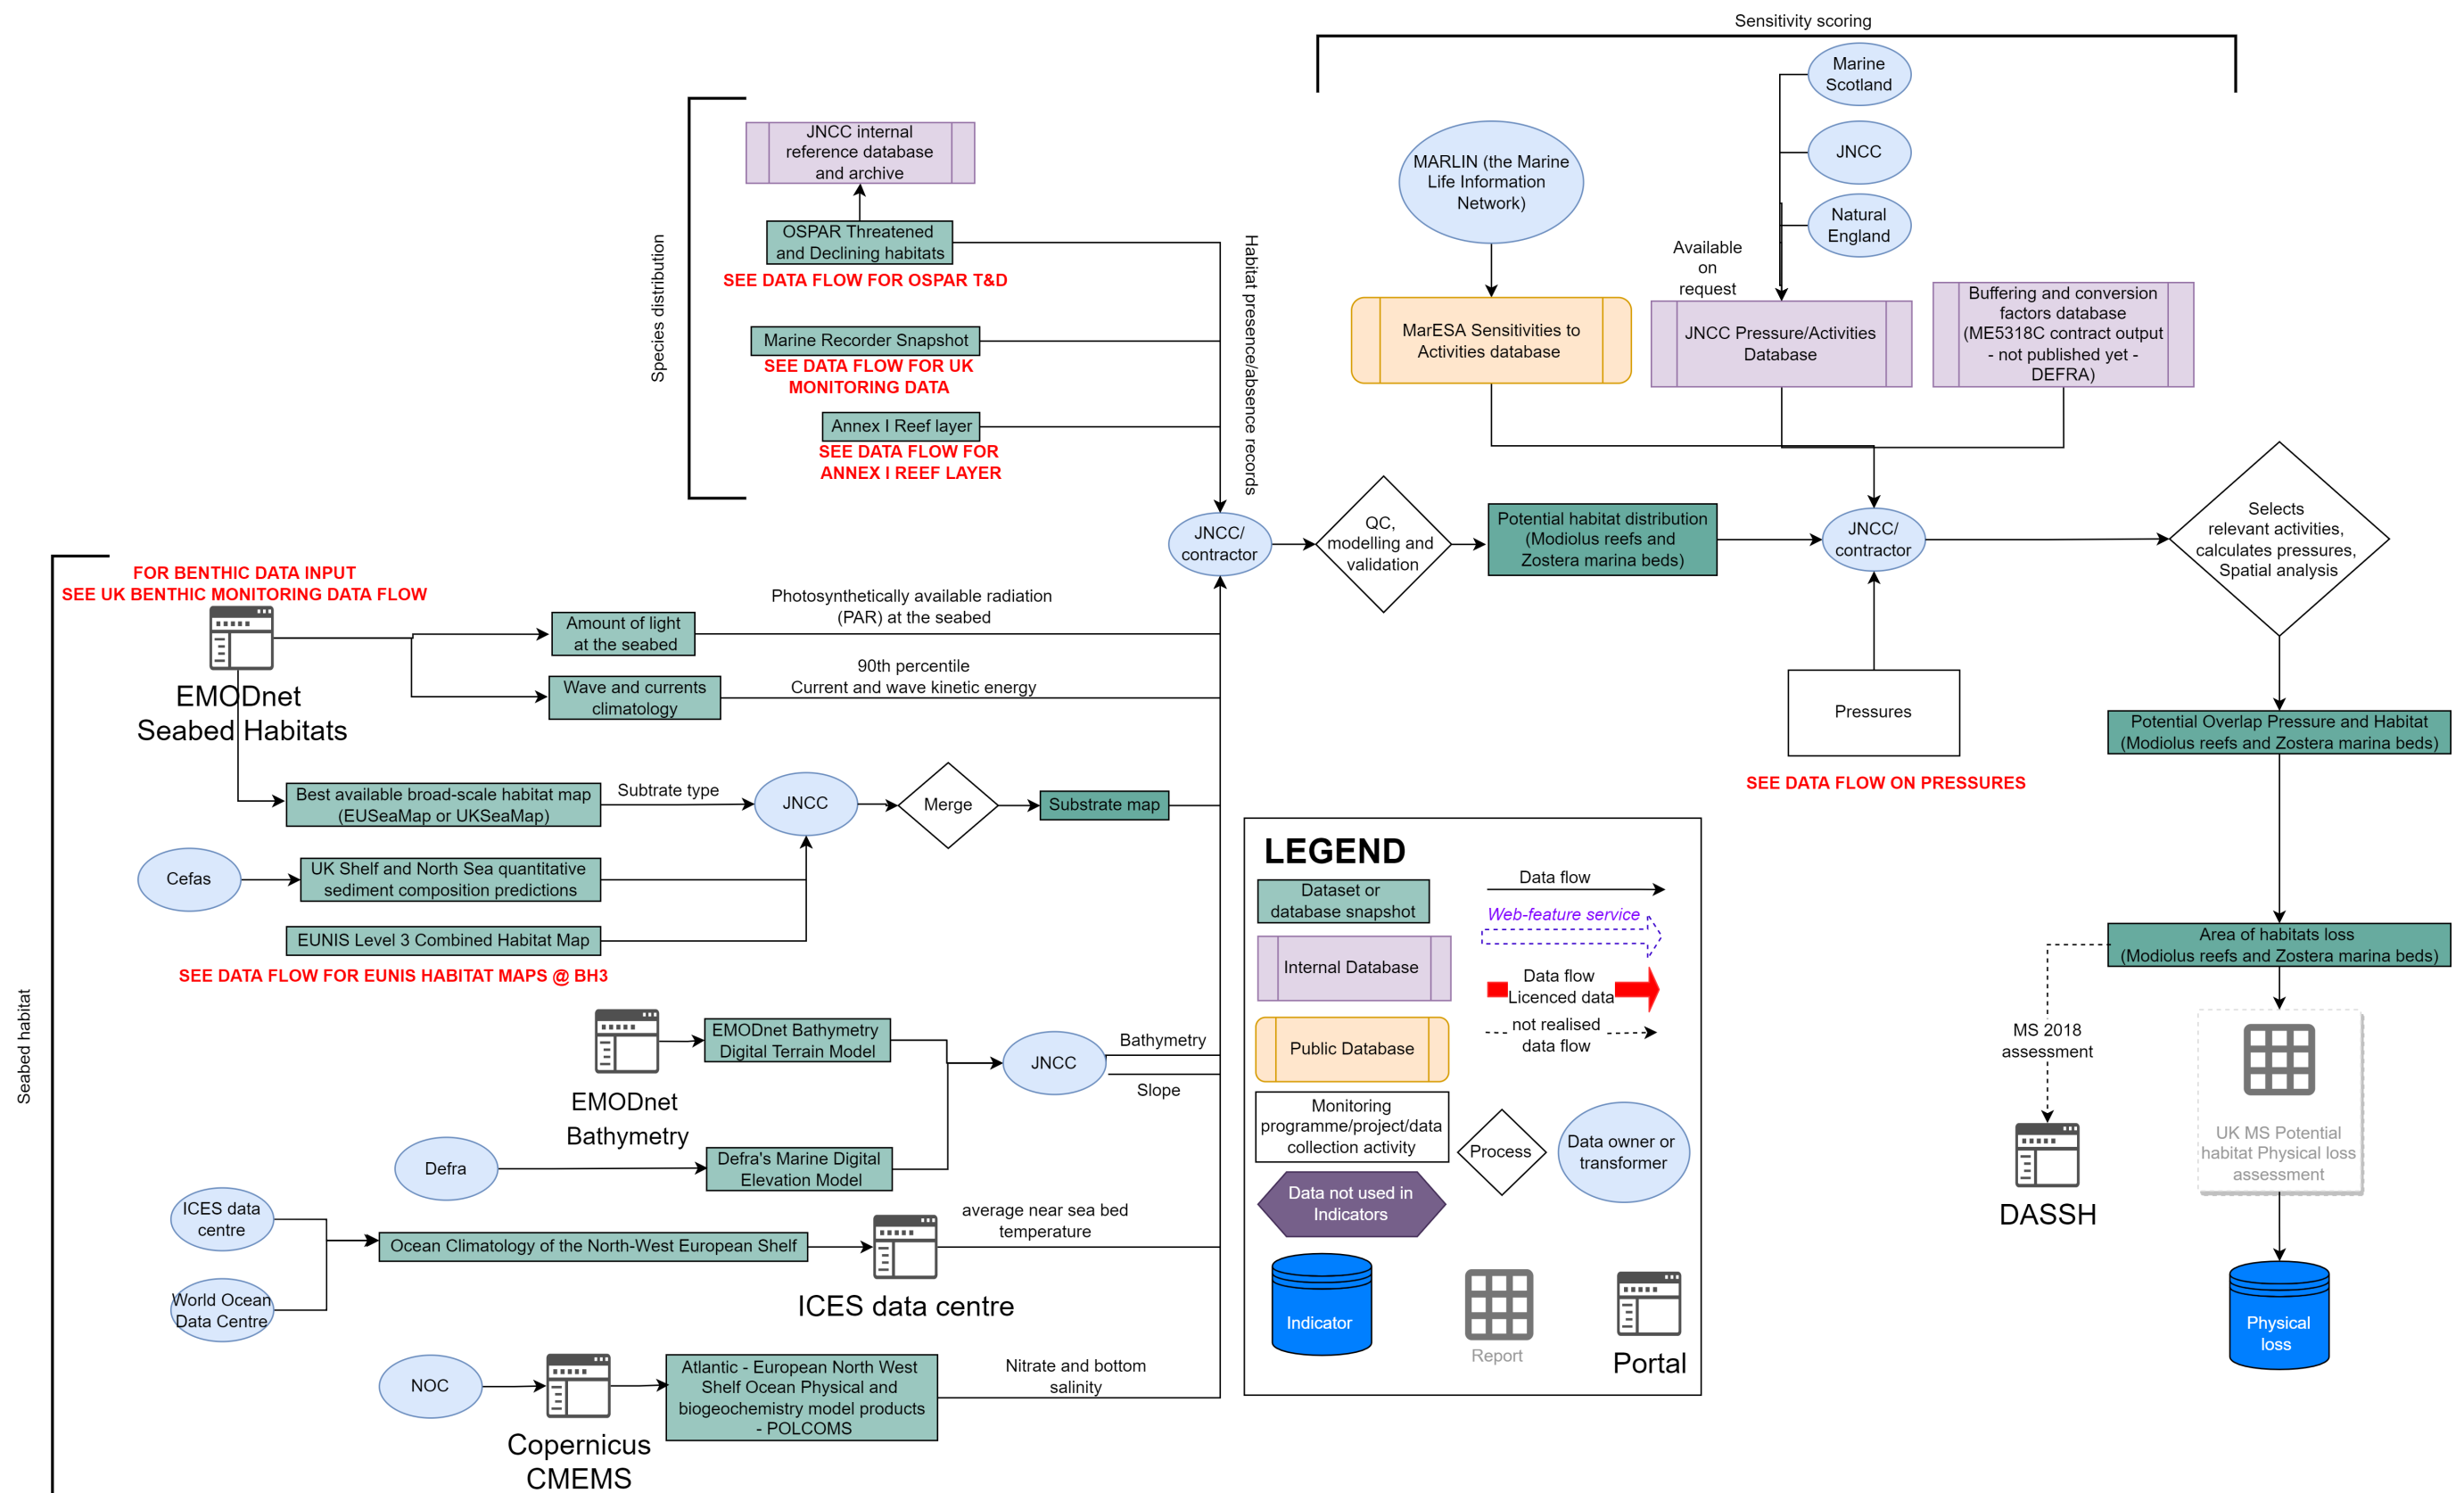 Sensitivity scoring
Marine
Scotland
JNCC
Natural
England
MARLIN (the Marine
Life Information
Network)
Available
on
request
MarESA Sensitivities to
Activities database
JNCC Pressure/Activities
Database
Buffering and conversion
factors database
(ME5318C contract output
- not published yet -
DEFRA)
Species distribution
JNCC internal
reference database
and archive
OSPAR Threatened
and Declining habitats
SEE DATA FLOW FOR OSPAR T&D
Marine Recorder Snapshot
SEE DATA FLOW FOR UK
MONITORING DATA
Annex I Reef layer
SEE DATA FLOW FOR
ANNEX I REEF LAYER
Habitat presence/absence records
JNCC/
contractor
QC,
modelling and
validation
Potential habitat distribution
(Modiolus reefs and
Zostera marina beds)
JNCC/
contractor
Selects
relevant activities,
calculates pressures,
Spatial analysis
Pressures
SEE DATA FLOW ON PRESSURES
Potential Overlap Pressure and Habitat
(Modiolus reefs and Zostera marina beds)
Area of habitats loss
(Modiolus reefs and Zostera marina beds)
MS 2018
assessment
DASSH
UK MS Potential
habitat Physical loss
assessment
Physical
loss
Seabed habitat
FOR BENTHIC DATA INPUT
SEE UK BENTHIC MONITORING DATA FLOW
EMODnet
Seabed Habitats
Amount of light
at the seabed
Photosynthetically available radiation
(PAR) at the seabed
Wave and currents
climatology
90th percentile
Current and wave kinetic energy
Best available broad-scale habitat map
(EUSeaMap or UKSeaMap)
Subtrate type
JNCC
Merge
Substrate map
Cefas
UK Shelf and North Sea quantitative
sediment composition predictions
EUNIS Level 3 Combined Habitat Map
SEE DATA FLOW FOR EUNIS HABITAT MAPS @ BH3
EMODnet
Bathymetry
EMODnet Bathymetry
Digital Terrain Model
JNCC
Bathymetry
Slope
Defra
Defra's Marine Digital
Elevation Model
ICES data
centre
World Ocean
Data Centre
Ocean Climatology of the North-West European Shelf
ICES data centre
average near sea bed
temperature
NOC
Copernicus
CMEMS
Atlantic - European North West
Shelf Ocean Physical and
biogeochemistry model products
- POLCOMS
Nitrate and bottom
salinity
LEGEND
Dataset or
database snapshot
Data flow
Web-feature service
Internal Database
Data flow
Licenced data
not realised
data flow
Public Database
Monitoring
programme/project/data
collection activity
Process
Data owner or
transformer
Data not used in
Indicators
Indicator
Report
Portal